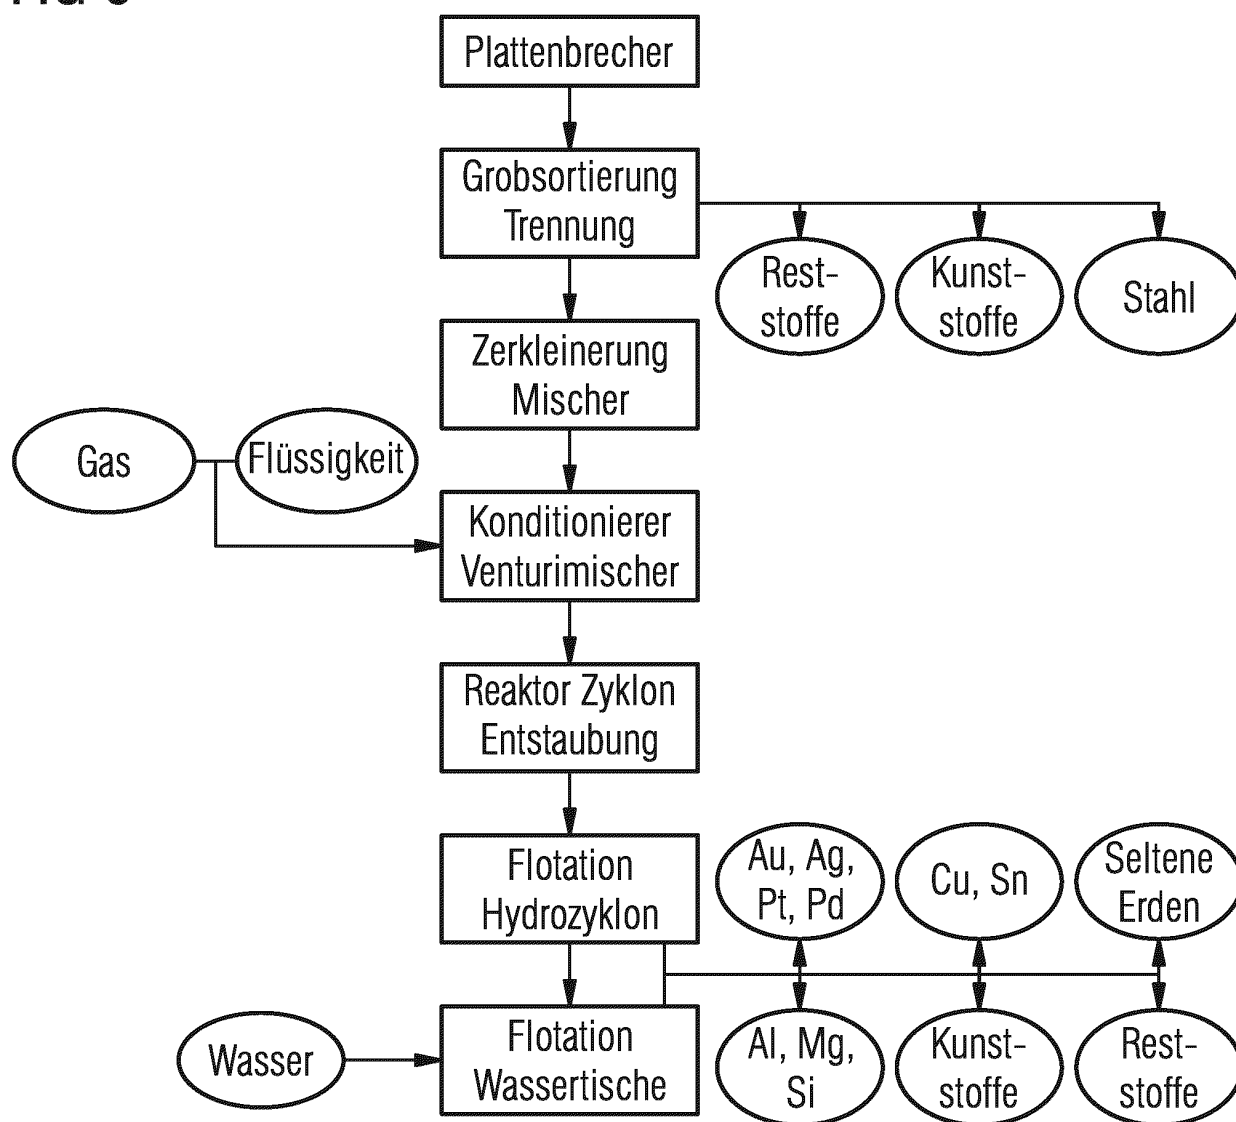 Plattenbrecher
Grobsortierung
Trennung
Rest-
stoffe
Kunst-
stoffe
Stahl
Zerkleinerung
Mischer
Gas
Flüssigkeit
Konditionierer
Venturimischer
Reaktor Zyklon
Entstaubung
Flotation
Hydrozyklon
Au, Ag,
Pt, Pd
Cu, Sn
Seltene
Erden
Wasser
Flotation
Wassertische
Al, Mg,
Si
Kunst-
stoffe
Rest-
stoffe